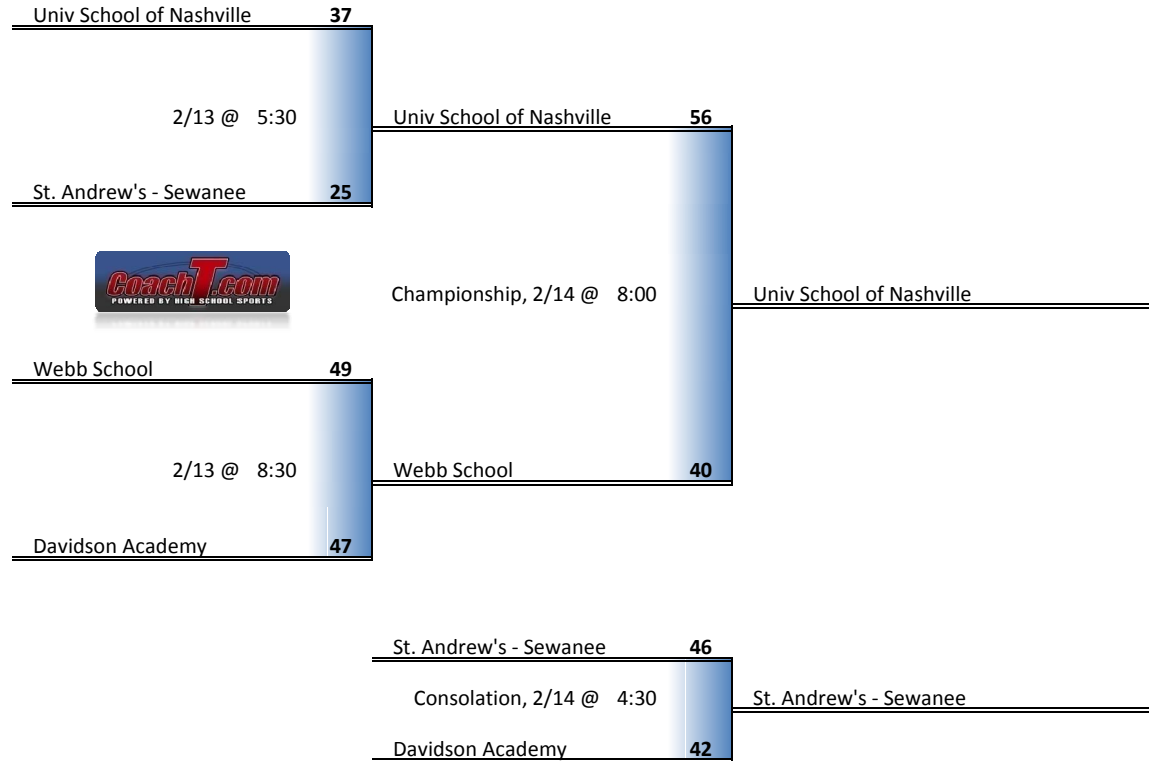 Univ School of Nashville 37
2/13 @ 5:30
Univ School of Nashville 56
St. Andrew's - Sewanee 25
CoachT.com
POWERED BY HIGH SCHOOL SPORTS
Championship, 2/14 @ 8:00
Univ School of Nashville
Webb School 49
2/13 @ 8:30
Webb School 40
Davidson Academy 47
St. Andrew's - Sewanee 46
Consolation, 2/14 @ 4:30
St. Andrew's - Sewanee
Davidson Academy 42